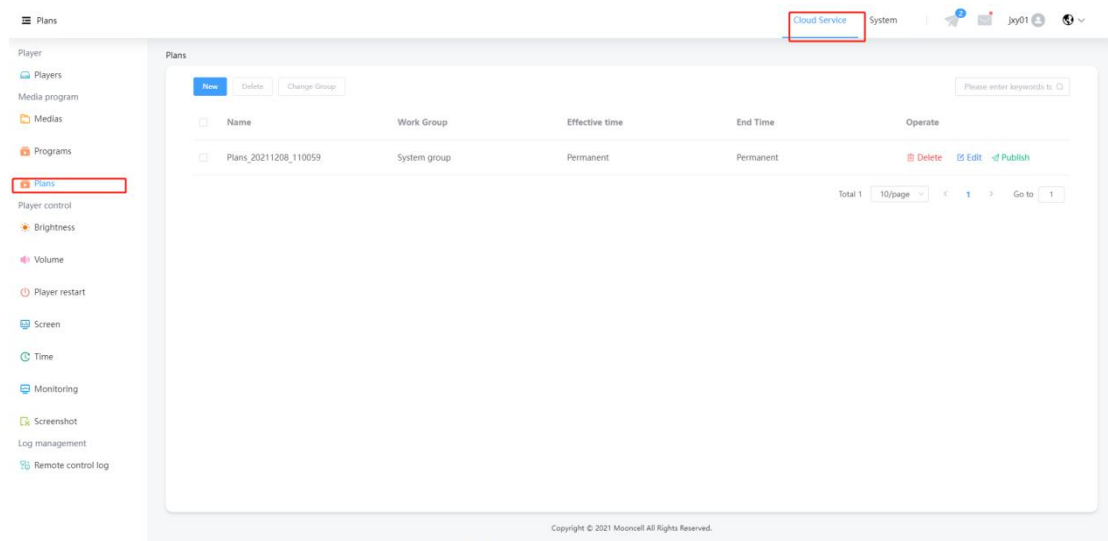 Plans
Cloud Service
System
2
jxy01
Player
Players
Media program
Medias
Programs
Plans
Player control
Brightness
Volume
Player restart
Screen
Time
Monitoring
Screenshot
Log management
Remote control log
Plans
New Delete Change Group
Please enter keywords to
Name Work Group Effective time End Time Operate
Plans_20211208_110059 System group Permanent Permanent Delete Edit Publish
Total 1 10/page < 1 > Go to 1
Copyright © 2021 Mooncell All Rights Reserved.